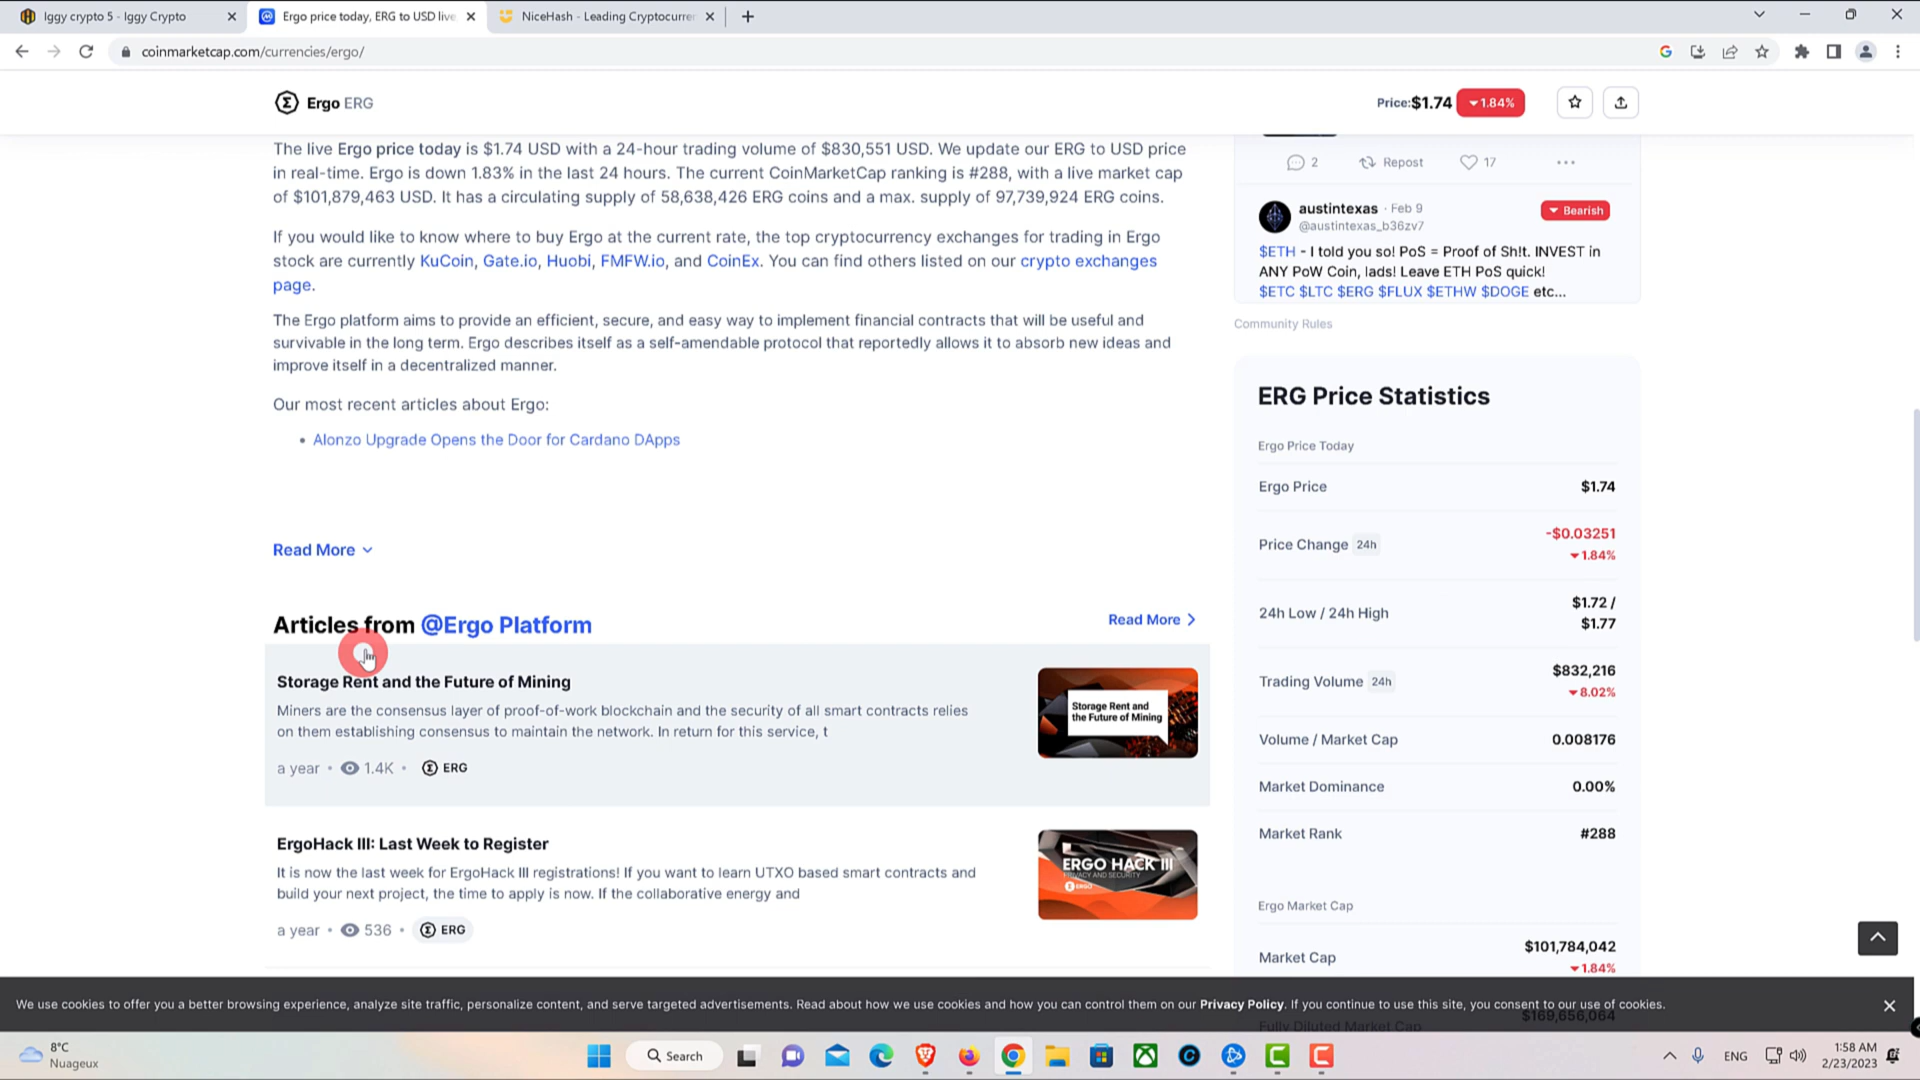 Iggy crypto 5 - Iggy Crypto
Ergo price today, ERG to USD live
NiceHash - Leading Cryptocurren
coinmarketcap.com/currencies/ergo/
Ergo ERG
Price:$1.74 1.84%
The live Ergo price today is $1.74 USD with a 24-hour trading volume of $830,551 USD. We update our ERG to USD price
in real-time. Ergo is down 1.83% in the last 24 hours. The current CoinMarketCap ranking is #288, with a live market cap
of $101,879,463 USD. It has a circulating supply of 58,638,426 ERG coins and a max. supply of 97,739,924 ERG coins.
If you would like to know where to buy Ergo at the current rate, the top cryptocurrency exchanges for trading in Ergo
stock are currently KuCoin, Gate.io, Huobi, FMFW.io, and CoinEx. You can find others listed on our crypto exchanges
page.
The Ergo platform aims to provide an efficient, secure, and easy way to implement financial contracts that will be useful and
survivable in the long term. Ergo describes itself as a self-amendable protocol that reportedly allows it to absorb new ideas and
improve itself in a decentralized manner.
Our most recent articles about Ergo:
• Alonzo Upgrade Opens the Door for Cardano DApps
Read More
Articles from @Ergo Platform
Read More
Storage Rent and the Future of Mining
Miners are the consensus layer of proof-of-work blockchain and the security of all smart contracts relies
on them establishing consensus to maintain the network. In return for this service, t
a year • 1.4K • ERG
Storage Rent and
the Future of Mining
ErgoHack III: Last Week to Register
It is now the last week for ErgoHack III registrations! If you want to learn UTXO based smart contracts and
build your next project, the time to apply is now. If the collaborative energy and
a year • 536 • ERG
ERGO HACK III
PRIVACY AND SECURITY
ERGO
2 Repost 17
austintexas · Feb 9
Bearish
@austintexas_b36zv7
$ETH - I told you so! PoS = Proof of Sh!t. INVEST in
ANY PoW Coin, lads! Leave ETH PoS quick!
$ETC $LTC $ERG $FLUX $ETHW $DOGE etc...
Community Rules
ERG Price Statistics
Ergo Price Today
Ergo Price $1.74
Price Change 24h -$0.03251
1.84%
24h Low / 24h High $1.72 /
$1.77
Trading Volume 24h $832,216
8.02%
Volume / Market Cap 0.008176
Market Dominance 0.00%
Market Rank #288
Ergo Market Cap
Market Cap $101,784,042
1.84%
Fully Diluted Market Cap $169,656,064
We use cookies to offer you a better browsing experience, analyze site traffic, personalize content, and serve targeted advertisements. Read about how we use cookies and how you can control them on our Privacy Policy. If you continue to use this site, you consent to our use of cookies.
8°C
Nuageux
Search
ENG
1:58 AM
2/23/2023